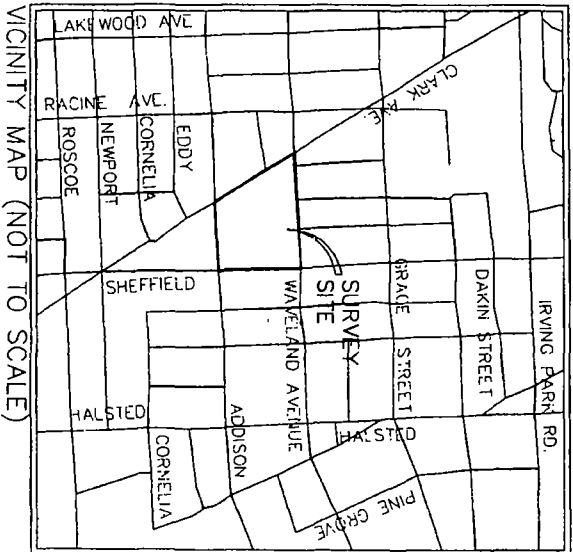 LAKEWOOD AVE
CLARK AVE.
RACINE AVE.
ROSCOE
NEWPORT
CORNELIA
EDDY
SHEFFIELD
SURVEY
SITE
WAVELAND AVENUE
GRACE STREET
DAKIN STREET
IRVING PARK RD.
HALSTED
CORNELIA
ADDISON
HALSTED
PINE GROVE
VICINITY MAP (NOT TO SCALE)